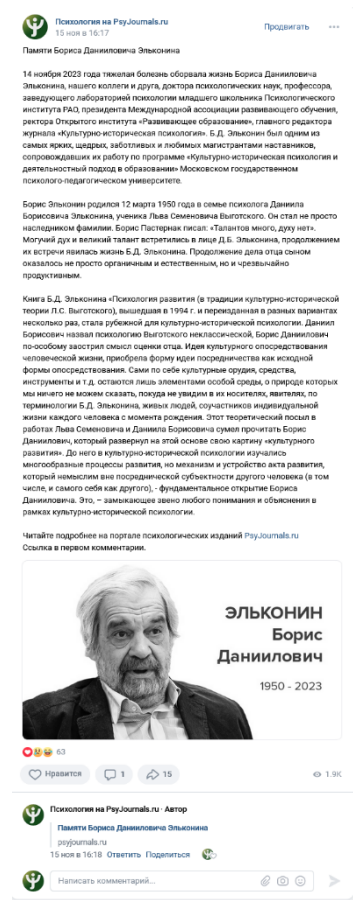 Психология на PsyJournals.ru
15 ноя в 16:17
Продвигать
Памяти Бориса Данииловича Эльконина
14 ноября 2023 года тяжелая болезнь оборвала жизнь Бориса Данииловича
Эльконина, нашего коллеги и друга, доктора психологических наук, профессора,
заведующего лабораторией психологии младшего школьника Психологического
института РАО, президента Международной ассоциации развивающего обучения,
ректора Открытого института «Развивающее образование», главного редактора
журнала «Культурно-историческая психология». Б.Д. Эльконин был одним из
самых ярких, щедрых, заботливых и любимых магистрантами наставников,
сопровождавших их работу по программе «Культурно-историческая психология и
деятельностный подход в образовании» Московском государственном
психолого-педагогическом университете.
Борис Эльконин родился 12 марта 1950 года в семье психолога Даниила
Борисовича Эльконина, ученика Льва Семеновича Выготского. Он стал не просто
наследником фамилии. Борис Пастернак писал: «Талантов много, духу нет».
Могучий дух и великий талант встретились в лице Д.Б. Эльконина, продолжением
их встречи явилась жизнь Б.Д. Эльконина. Продолжение дела отца сыном
оказалось не просто органичным и естественным, но и чрезвычайно
продуктивным.
Книга Б.Д. Эльконина «Психология развития (в традиции культурно-исторической
теории Л.С. Выготского), вышедшая в 1994 г. и переизданная в разных вариантах
несколько раз, стала рубежной для культурно-исторической психологии. Даниил
Борисович назвал психологию Выготского неклассической, Борис Даниилович
по-особому заострил смысл оценки отца. Идея культурного опосредствования
человеческой жизни, приобрела форму идеи посредничества как исходной
формы опосредствования. Сами по себе культурные орудия, средства,
инструменты и т.д. остаются лишь элементами особой среды, о природе которых
мы ничего не можем сказать, покуда не увидим в их носителях, явителях, по
терминологии Б.Д. Эльконина, живых людей, соучастников индивидуальной
жизни каждого человека с момента рождения. Этот теоретический посыл в
работах Льва Семеновича и Даниила Борисовича сумел прочитать Борис
Даниилович, который развернул на этой основе свою картину «культурного
развития». До него в культурно-исторической психологии изучались
многообразные процессы развития, но механизм и устройство акта развития,
который немыслим вне посреднической субъектности другого человека (в том
числе, и самого себя как другого), - фундаментальное открытие Бориса
Данииловича. Это, – замыкающее звено любого понимания и объяснения в
рамках культурно-исторической психологии.
Читайте подробнее на портале психологических изданий PsyJournals.ru
Ссылка в первом комментарии.
ЭЛЬКОНИН
Борис
Даниилович
1950 - 2023
63
Нравится
1
15
1.9K
Психология на PsyJournals.ru · Автор
Памяти Бориса Данииловича Эльконина
psyjournals.ru
15 ноя в 16:18 Ответить Поделиться
Написать комментарий...